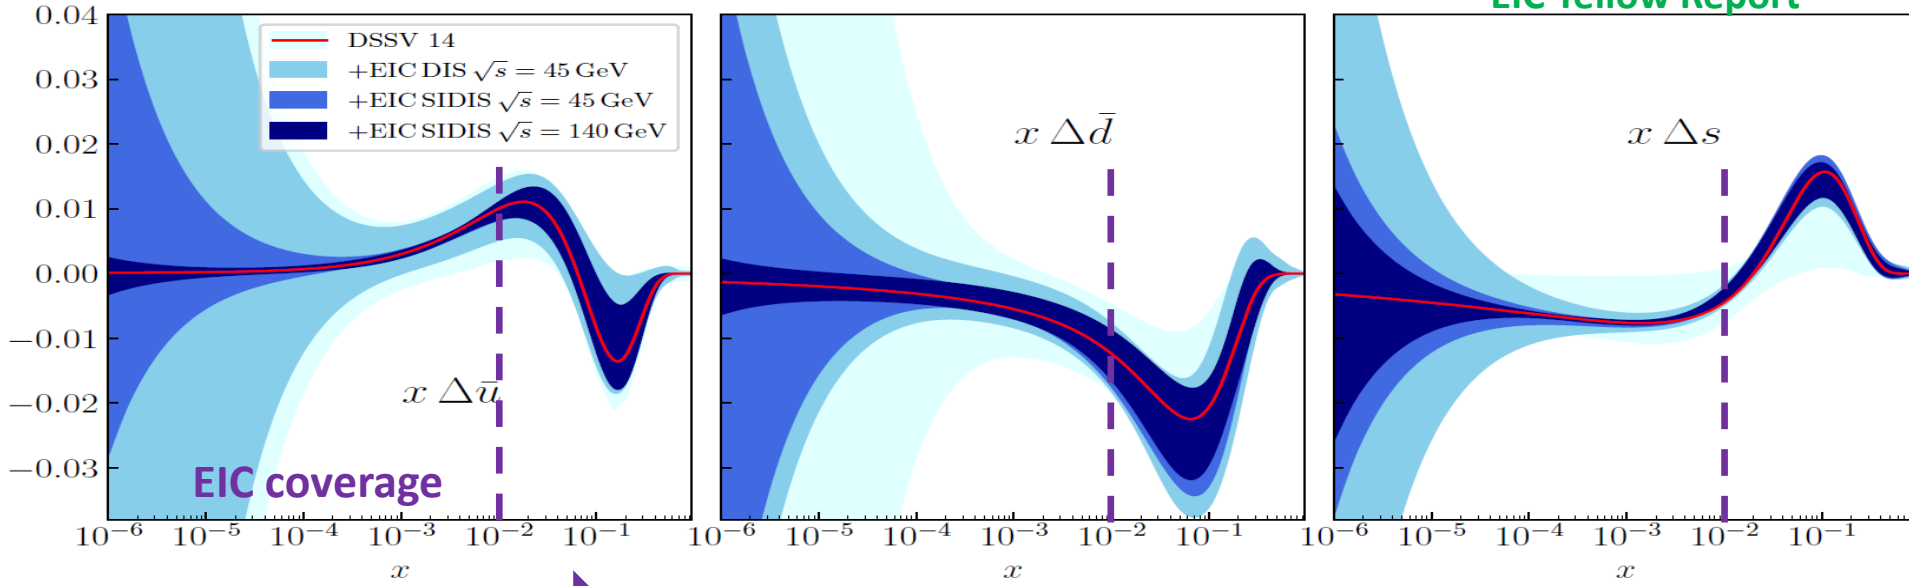 EIC Yellow Report
0.04
0.03
0.02
0.01
0.00
−0.01
−0.02
−0.03
DSSV 14
+EIC DIS √s = 45 GeV
+EIC SIDIS √s = 45 GeV
+EIC SIDIS √s = 140 GeV
x Δū
x Δd̄
x Δs
EIC coverage
10⁻⁶ 10⁻⁵ 10⁻⁴ 10⁻³ 10⁻² 10⁻¹
10⁻⁶ 10⁻⁵ 10⁻⁴ 10⁻³ 10⁻² 10⁻¹
10⁻⁶ 10⁻⁵ 10⁻⁴ 10⁻³ 10⁻² 10⁻¹
x
x
x